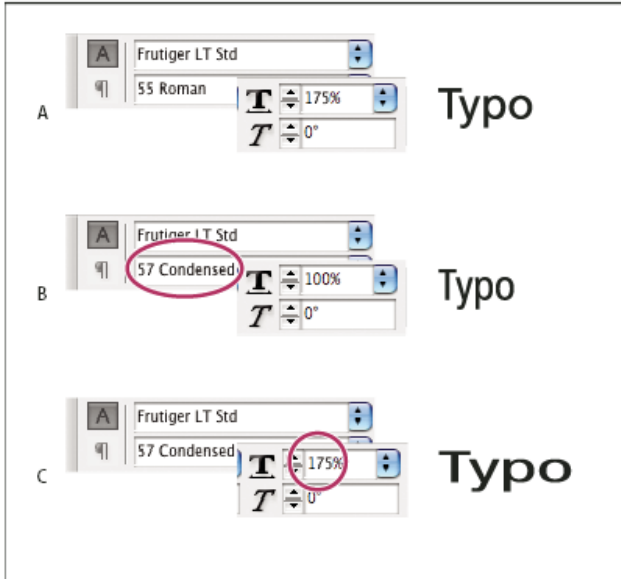 A
Frutiger LT Std
55 Roman
T 175%
T 0°
A
Typo
A
Frutiger LT Std
57 Condensed
T 100%
T 0°
B
Typo
A
Frutiger LT Std
57 Condensed
T 175%
T 0°
C
Typo